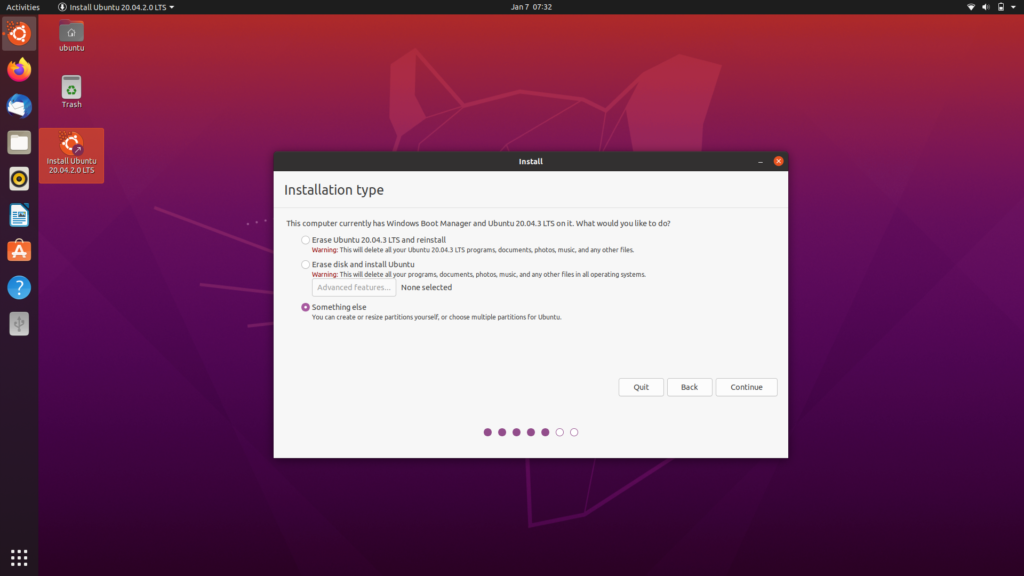 Activities
Install Ubuntu 20.04.2.0 LTS
Jan 7 07:32
ubuntu
Trash
Install Ubuntu
20.04.2.0 LTS
Install
Installation type
This computer currently has Windows Boot Manager and Ubuntu 20.04.3 LTS on it. What would you like to do?
Erase Ubuntu 20.04.3 LTS and reinstall
Warning: This will delete all your Ubuntu 20.04.3 LTS programs, documents, photos, music, and any other files.
Erase disk and install Ubuntu
Warning: This will delete all your programs, documents, photos, music, and any other files in all operating systems.
Advanced features... None selected
Something else
You can create or resize partitions yourself, or choose multiple partitions for Ubuntu.
Quit Back Continue